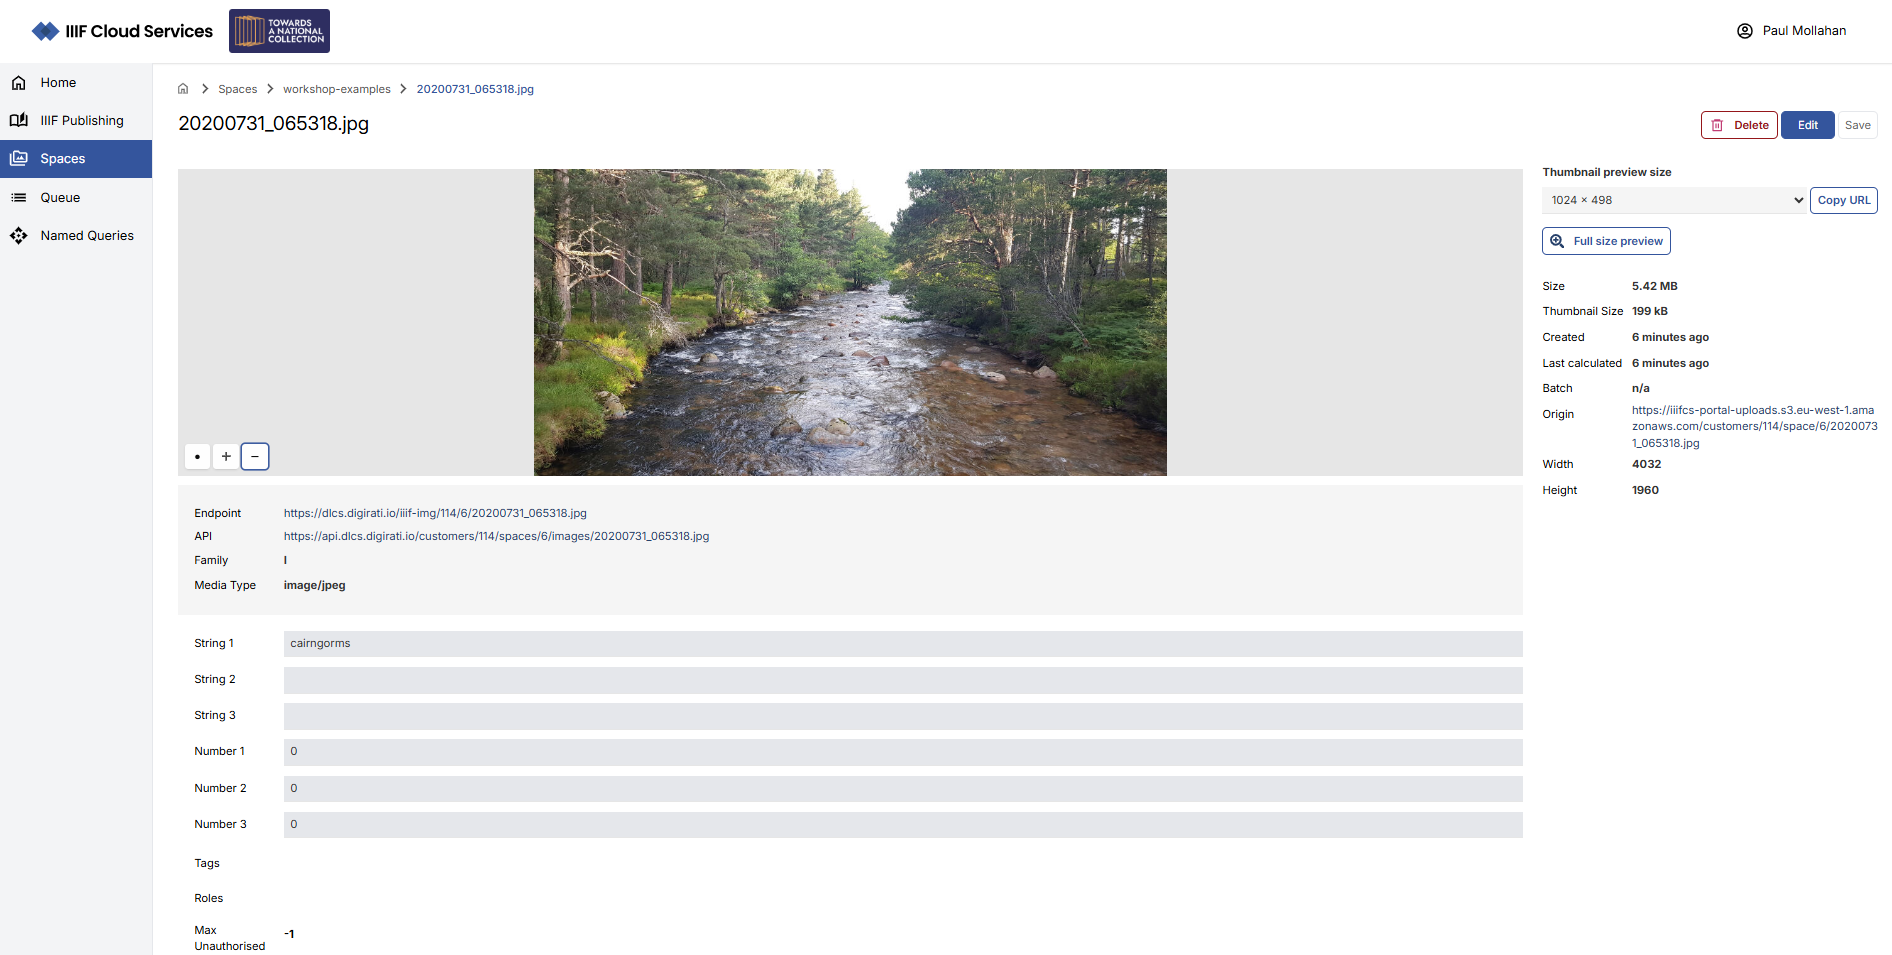 IIIF Cloud Services
TOWARDS
A NATIONAL
COLLECTION
Paul Mollahan
Home
IIIF Publishing
Spaces
Queue
Named Queries
Spaces
workshop-examples
20200731_065318.jpg
20200731_065318.jpg
Delete
Edit
Save
Thumbnail preview size
1024 × 498
Copy URL
Full size preview
Size 5.42 MB
Thumbnail Size 199 kB
Created 6 minutes ago
Last calculated 6 minutes ago
Batch n/a
Origin https://iiifcs-portal-uploads.s3.eu-west-1.ama
zonaws.com/customers/114/space/6/2020073
1_065318.jpg
Width 4032
Height 1960
Endpoint https://dlcs.digirati.io/iiif-img/114/6/20200731_065318.jpg
API https://api.dlcs.digirati.io/customers/114/spaces/6/images/20200731_065318.jpg
Family I
Media Type image/jpeg
String 1 cairngorms
String 2
String 3
Number 1 0
Number 2 0
Number 3 0
Tags
Roles
Max
Unauthorised -1